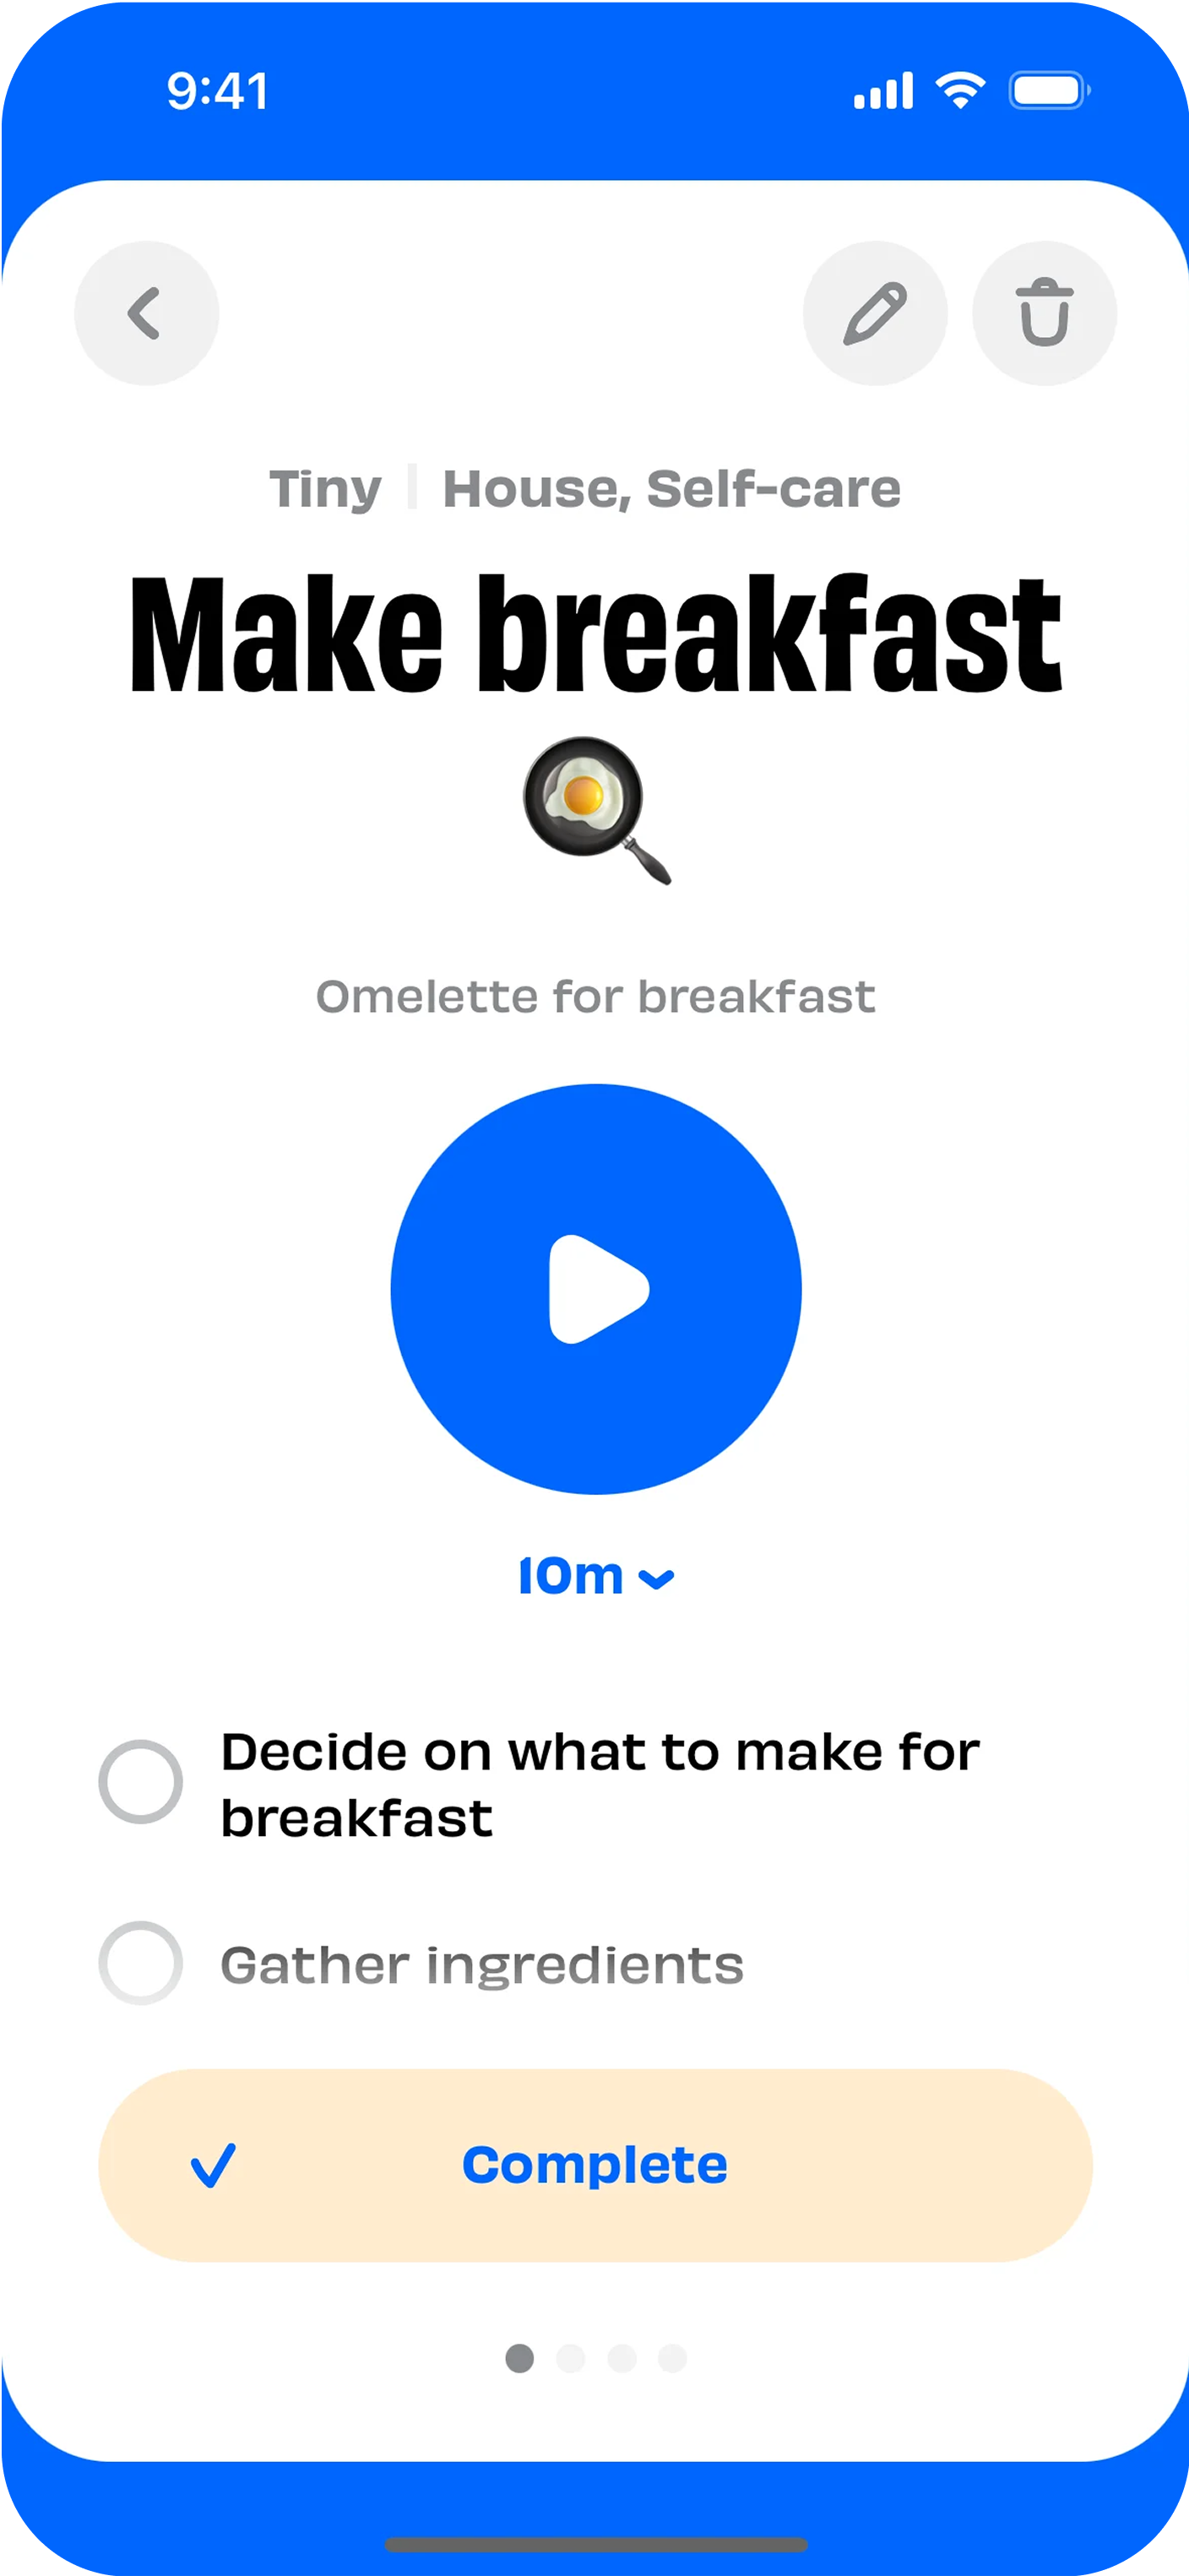 9:41
Tiny | House, Self-care
Make breakfast
🍳
Omelette for breakfast
10m
Decide on what to make for
breakfast
Gather ingredients
Complete